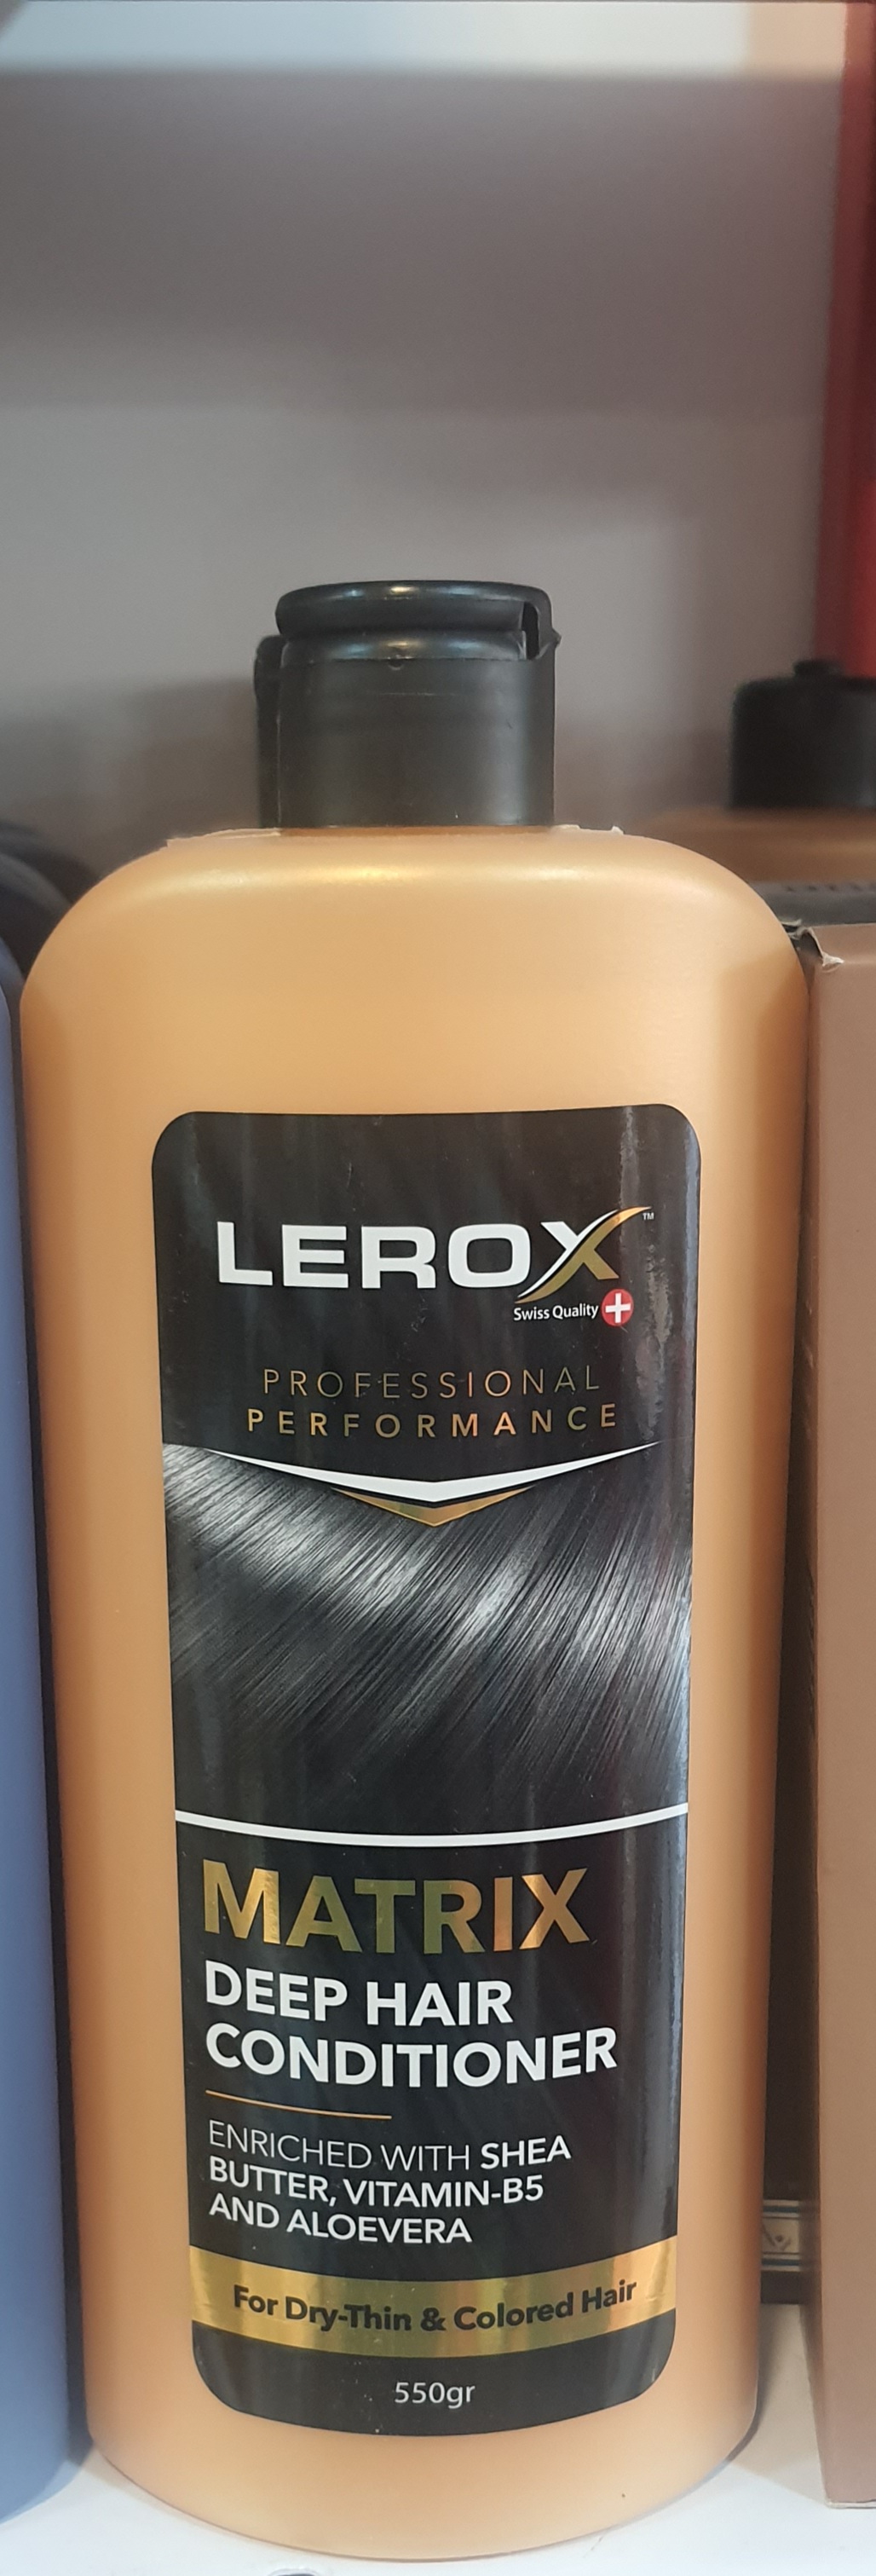 LEROX™
Swiss Quality
PROFESSIONAL
PERFORMANCE
MATRIX
DEEP HAIR
CONDITIONER
ENRICHED WITH SHEA
BUTTER, VITAMIN-B5
AND ALOEVERA
For Dry-Thin & Colored Hair
550gr